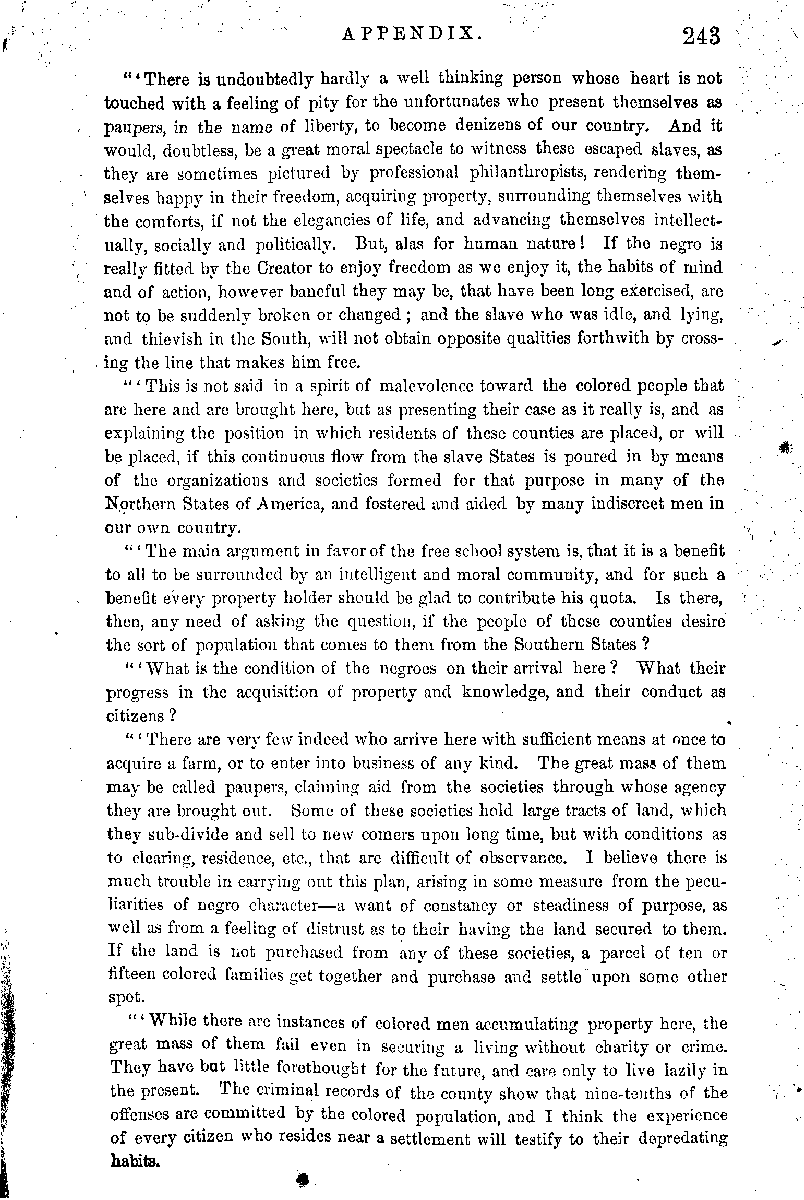 APPENDIX. 243
"'There is undoubtedly hardly a well thinking person whose heart is not
touched with a feeling of pity for the unfortunates who present themselves as
paupers, in the name of liberty, to become denizens of our country. And it
would, doubtless, be a great moral spectacle to witness these escaped slaves, as
they are sometimes pictured by professional philanthropists, rendering them-
selves happy in their freedom, acquiring property, surrounding themselves with
the comforts, if not the elegancies of life, and advancing themselves intellect-
ually, socially and politically. But, alas for human nature! If the negro is
really fitted by the Creator to enjoy freedom as we enjoy it, the habits of mind
and of action, however baneful they may be, that have been long exercised, are
not to be suddenly broken or changed; and the slave who was idle, and lying,
and thievish in the South, will not obtain opposite qualities forthwith by cross-
ing the line that makes him free.
"'This is not said in a spirit of malevolence toward the colored people that
are here and are brought here, but as presenting their case as it really is, and as
explaining the position in which residents of these counties are placed, or will
be placed, if this continuous flow from the slave States is poured in by means
of the organizations and societies formed for that purpose in many of the
Northern States of America, and fostered and aided by many indiscreet men in
our own country.
"'The main argument in favor of the free school system is, that it is a benefit
to all to be surrounded by an intelligent and moral community, and for such a
benefit every property holder should be glad to contribute his quota. Is there,
then, any need of asking the question, if the people of these counties desire
the sort of population that comes to them from the Southern States?
"'What is the condition of the negroes on their arrival here? What their
progress in the acquisition of property and knowledge, and their conduct as
citizens?
"'There are very few indeed who arrive here with sufficient means at once to
acquire a farm, or to enter into business of any kind. The great mass of them
may be called paupers, claiming aid from the societies through whose agency
they are brought out. Some of these societies hold large tracts of land, which
they sub-divide and sell to new comers upon long time, but with conditions as
to clearing, residence, etc., that are difficult of observance. I believe there is
much trouble in carrying out this plan, arising in some measure from the pecu-
liarities of negro character—a want of constancy or steadiness of purpose, as
well as from a feeling of distrust as to their having the land secured to them.
If the land is not purchased from any of these societies, a parcel of ten or
fifteen colored families get together and purchase and settle upon some other
spot.
"'While there are instances of colored men accumulating property here, the
great mass of them fail even in securing a living without charity or crime.
They have but little forethought for the future, and care only to live lazily in
the present. The criminal records of the county show that nine-tenths of the
offenses are committed by the colored population, and I think the experience
of every citizen who resides near a settlement will testify to their depredating
habits.